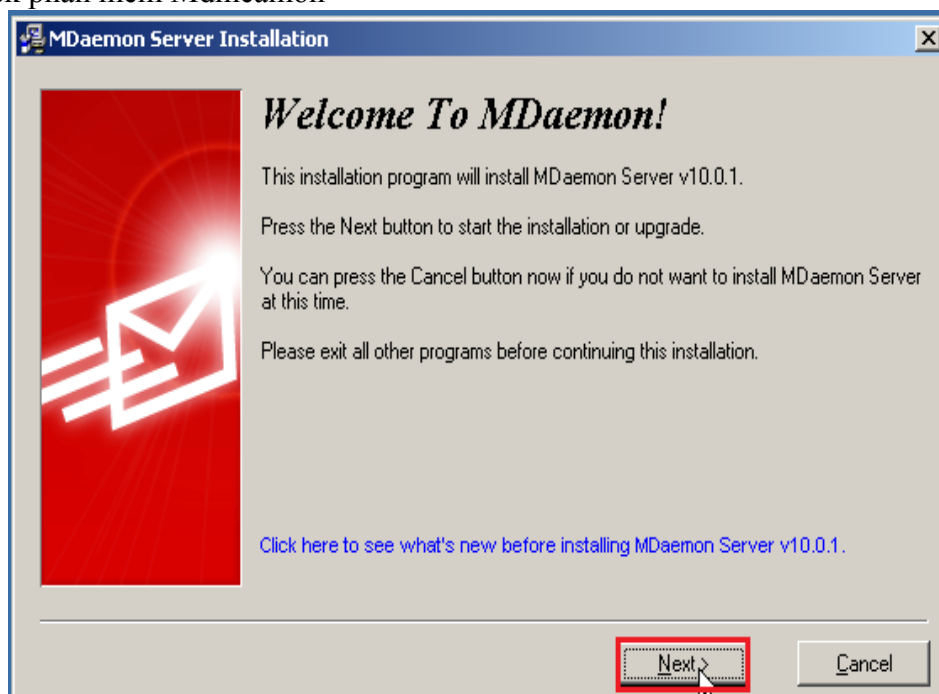 phần mềm
MDaemon Server Installation
Welcome To MDaemon!
This installation program will install MDaemon Server v10.0.1.
Press the Next button to start the installation or upgrade.
You can press the Cancel button now if you do not want to install MDaemon Server
at this time.
Please exit all other programs before continuing this installation.
Click here to see what's new before installing MDaemon Server v10.0.1.
Next >
Cancel